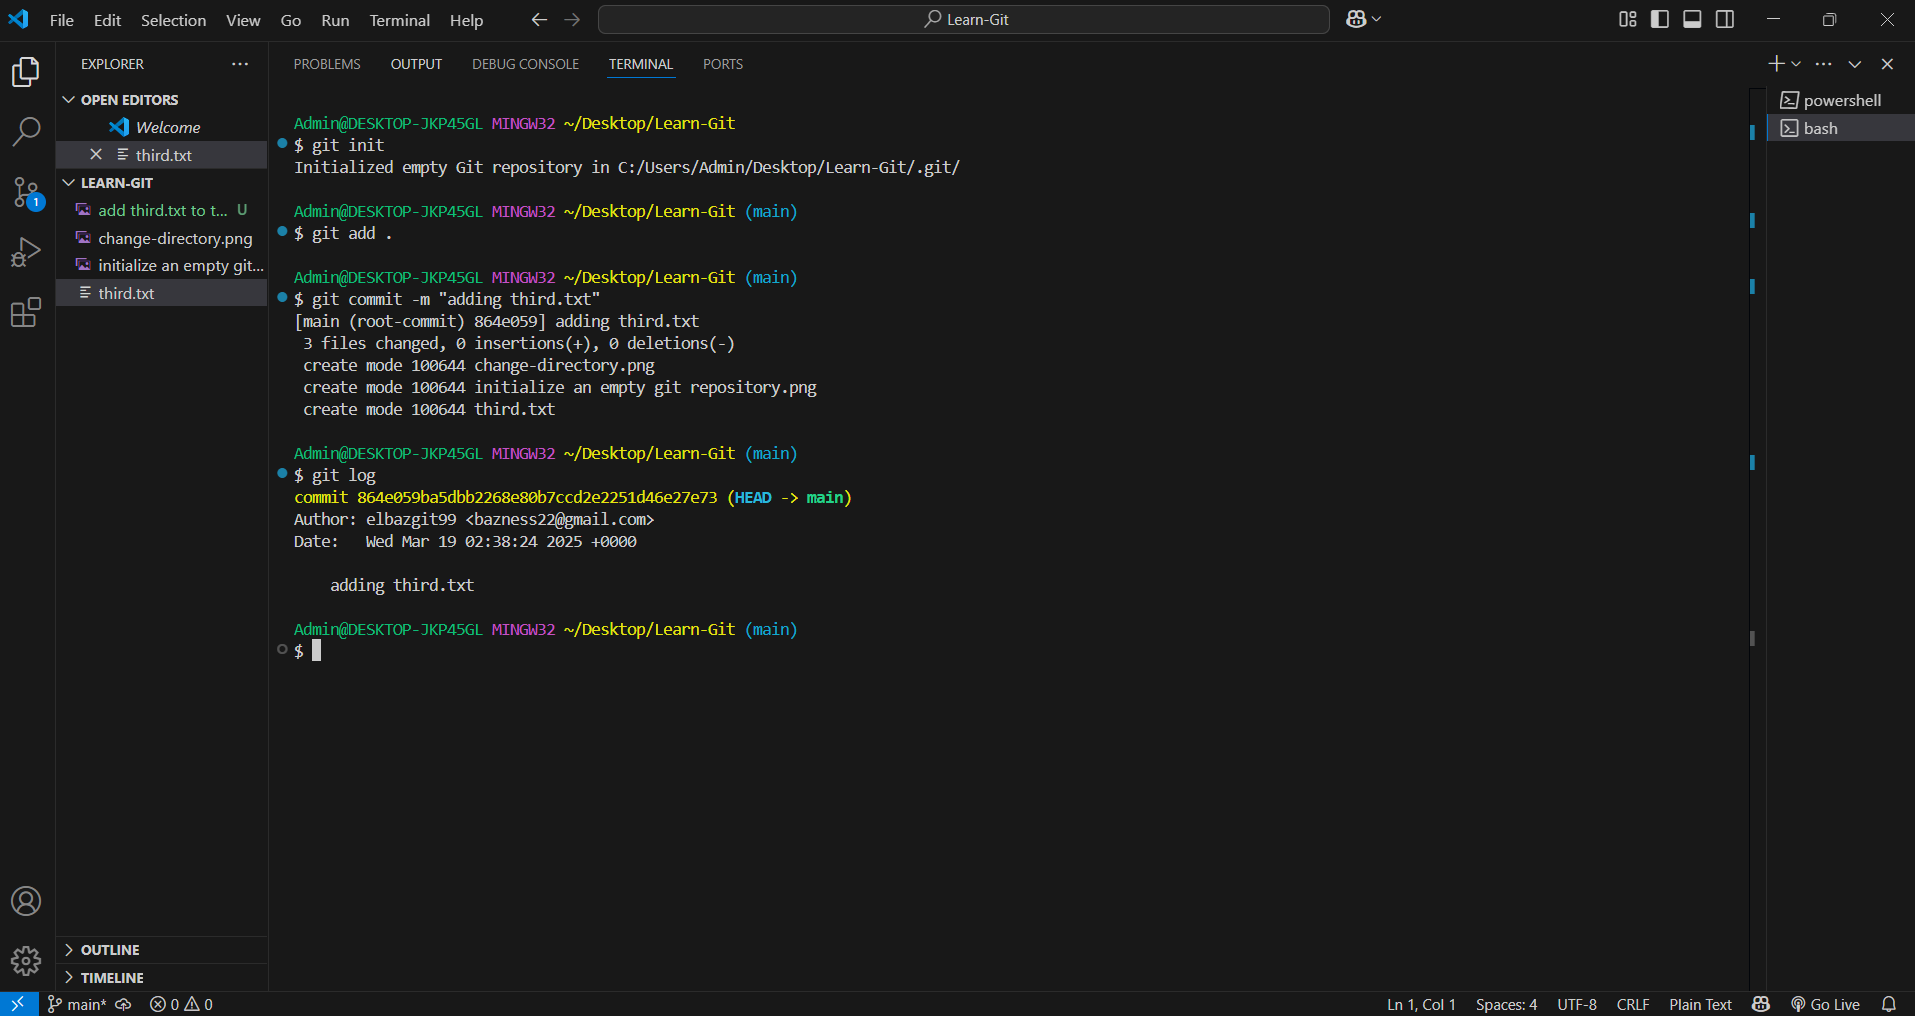 File Edit Selection View Go Run Terminal Help
Learn-Git
EXPLORER
OPEN EDITORS
Welcome
third.txt
LEARN-GIT
add third.txt to t... U
change-directory.png
initialize an empty git...
third.txt
1
OUTLINE
TIMELINE
PROBLEMS OUTPUT DEBUG CONSOLE TERMINAL PORTS
Admin@DESKTOP-JKP45GL MINGW32 ~/Desktop/Learn-Git
$ git init
Initialized empty Git repository in C:/Users/Admin/Desktop/Learn-Git/.git/
Admin@DESKTOP-JKP45GL MINGW32 ~/Desktop/Learn-Git (main)
$ git add .
Admin@DESKTOP-JKP45GL MINGW32 ~/Desktop/Learn-Git (main)
$ git commit -m "adding third.txt"
[main (root-commit) 864e059] adding third.txt
3 files changed, 0 insertions(+), 0 deletions(-)
create mode 100644 change-directory.png
create mode 100644 initialize an empty git repository.png
create mode 100644 third.txt
Admin@DESKTOP-JKP45GL MINGW32 ~/Desktop/Learn-Git (main)
$ git log
commit 864e059ba5dbb2268e80b7ccd2e2251d46e27e73 (HEAD -> main)
Author: elbazgit99 <bazness22@gmail.com>
Date:   Wed Mar 19 02:38:24 2025 +0000
adding third.txt
Admin@DESKTOP-JKP45GL MINGW32 ~/Desktop/Learn-Git (main)
$
powershell
bash
main* 0 0
Ln 1, Col 1 Spaces: 4 UTF-8 CRLF Plain Text Go Live